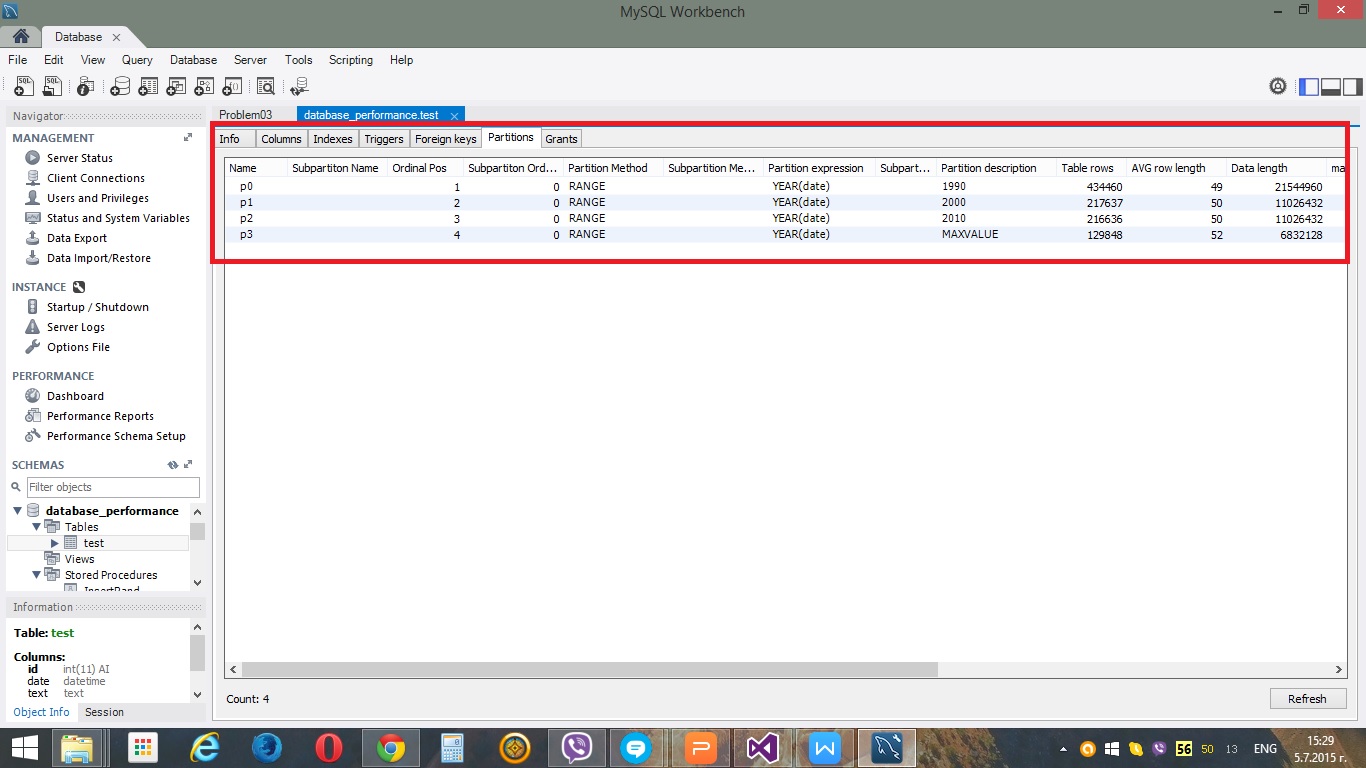 MySQL Workbench
Database
File Edit View Query Database Server Tools Scripting Help
Navigator
MANAGEMENT
Server Status
Client Connections
Users and Privileges
Status and System Variables
Data Export
Data Import/Restore
INSTANCE
Startup / Shutdown
Server Logs
Options File
PERFORMANCE
Dashboard
Performance Reports
Performance Schema Setup
SCHEMAS
Filter objects
database_performance
Tables
test
Views
Stored Procedures
Information
Table: test
Columns:
id int(11) AI
date datetime
text text
Object Info Session
Problem03 database_performance.test
Info Columns Indexes Triggers Foreign keys Partitions Grants
Name Subpartiton Name Ordinal Pos Subpartiton Ord... Partition Method Subpartition Me... Partition expression Subpart... Partition description Table rows AVG row length Data length ma
p0 1 0 RANGE YEAR(date) 1990 434460 49 21544960
p1 2 0 RANGE YEAR(date) 2000 217637 50 11026432
p2 3 0 RANGE YEAR(date) 2010 216636 50 11026432
p3 4 0 RANGE YEAR(date) MAXVALUE 129848 52 6832128
Count: 4
Refresh
56 50 13 ENG 15:29
5.7.2015 г.